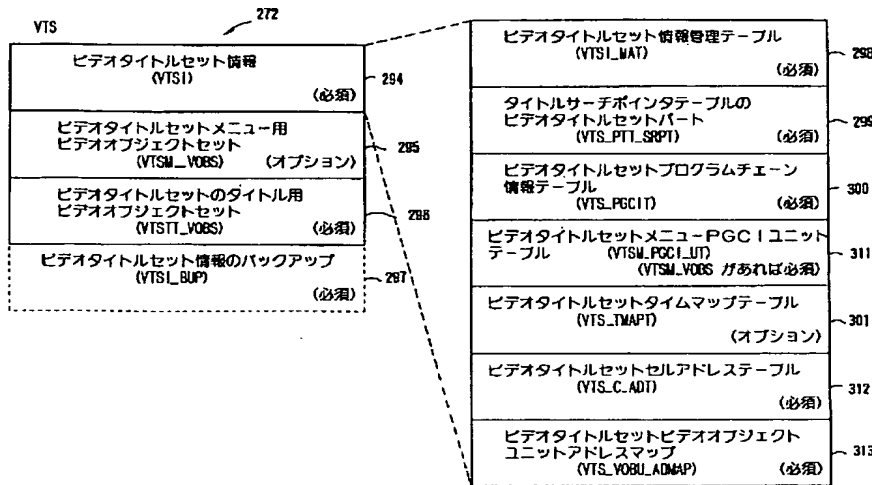 272
VTS
ビデオタイトルセット情報
(VTSI)
(必須)
294
ビデオタイトルセットメニュー用
ビデオオブジェクトセット
(VTSM_VOBS) (オプション)
295
ビデオタイトルセットのタイトル用
ビデオオブジェクトセット
(VTSTT_VOBS) (必須)
296
ビデオタイトルセット情報のバックアップ
(VTSI_BUP)
(必須)
297
ビデオタイトルセット情報管理テーブル
(VTSI_MAT)
(必須)
298
タイトルサーチポインタテーブルの
ビデオタイトルセットパート
(VTS_PTT_SRPT) (必須)
299
ビデオタイトルセットプログラムチェーン
情報テーブル
(VTS_PGCIT) (必須)
300
ビデオタイトルセットメニューPGCIユニット
テーブル (VTSM_PGCI_UT)
(VTSM_VOBS があれば必須)
311
ビデオタイトルセットタイムマップテーブル
(VTS_TMAPT)
(オプション)
301
ビデオタイトルセットセルアドレステーブル
(VTS_C_ADT)
(必須)
312
ビデオタイトルセットビデオオブジェクト
ユニットアドレスマップ
(VTS_VOBU_ADMAP) (必須)
313